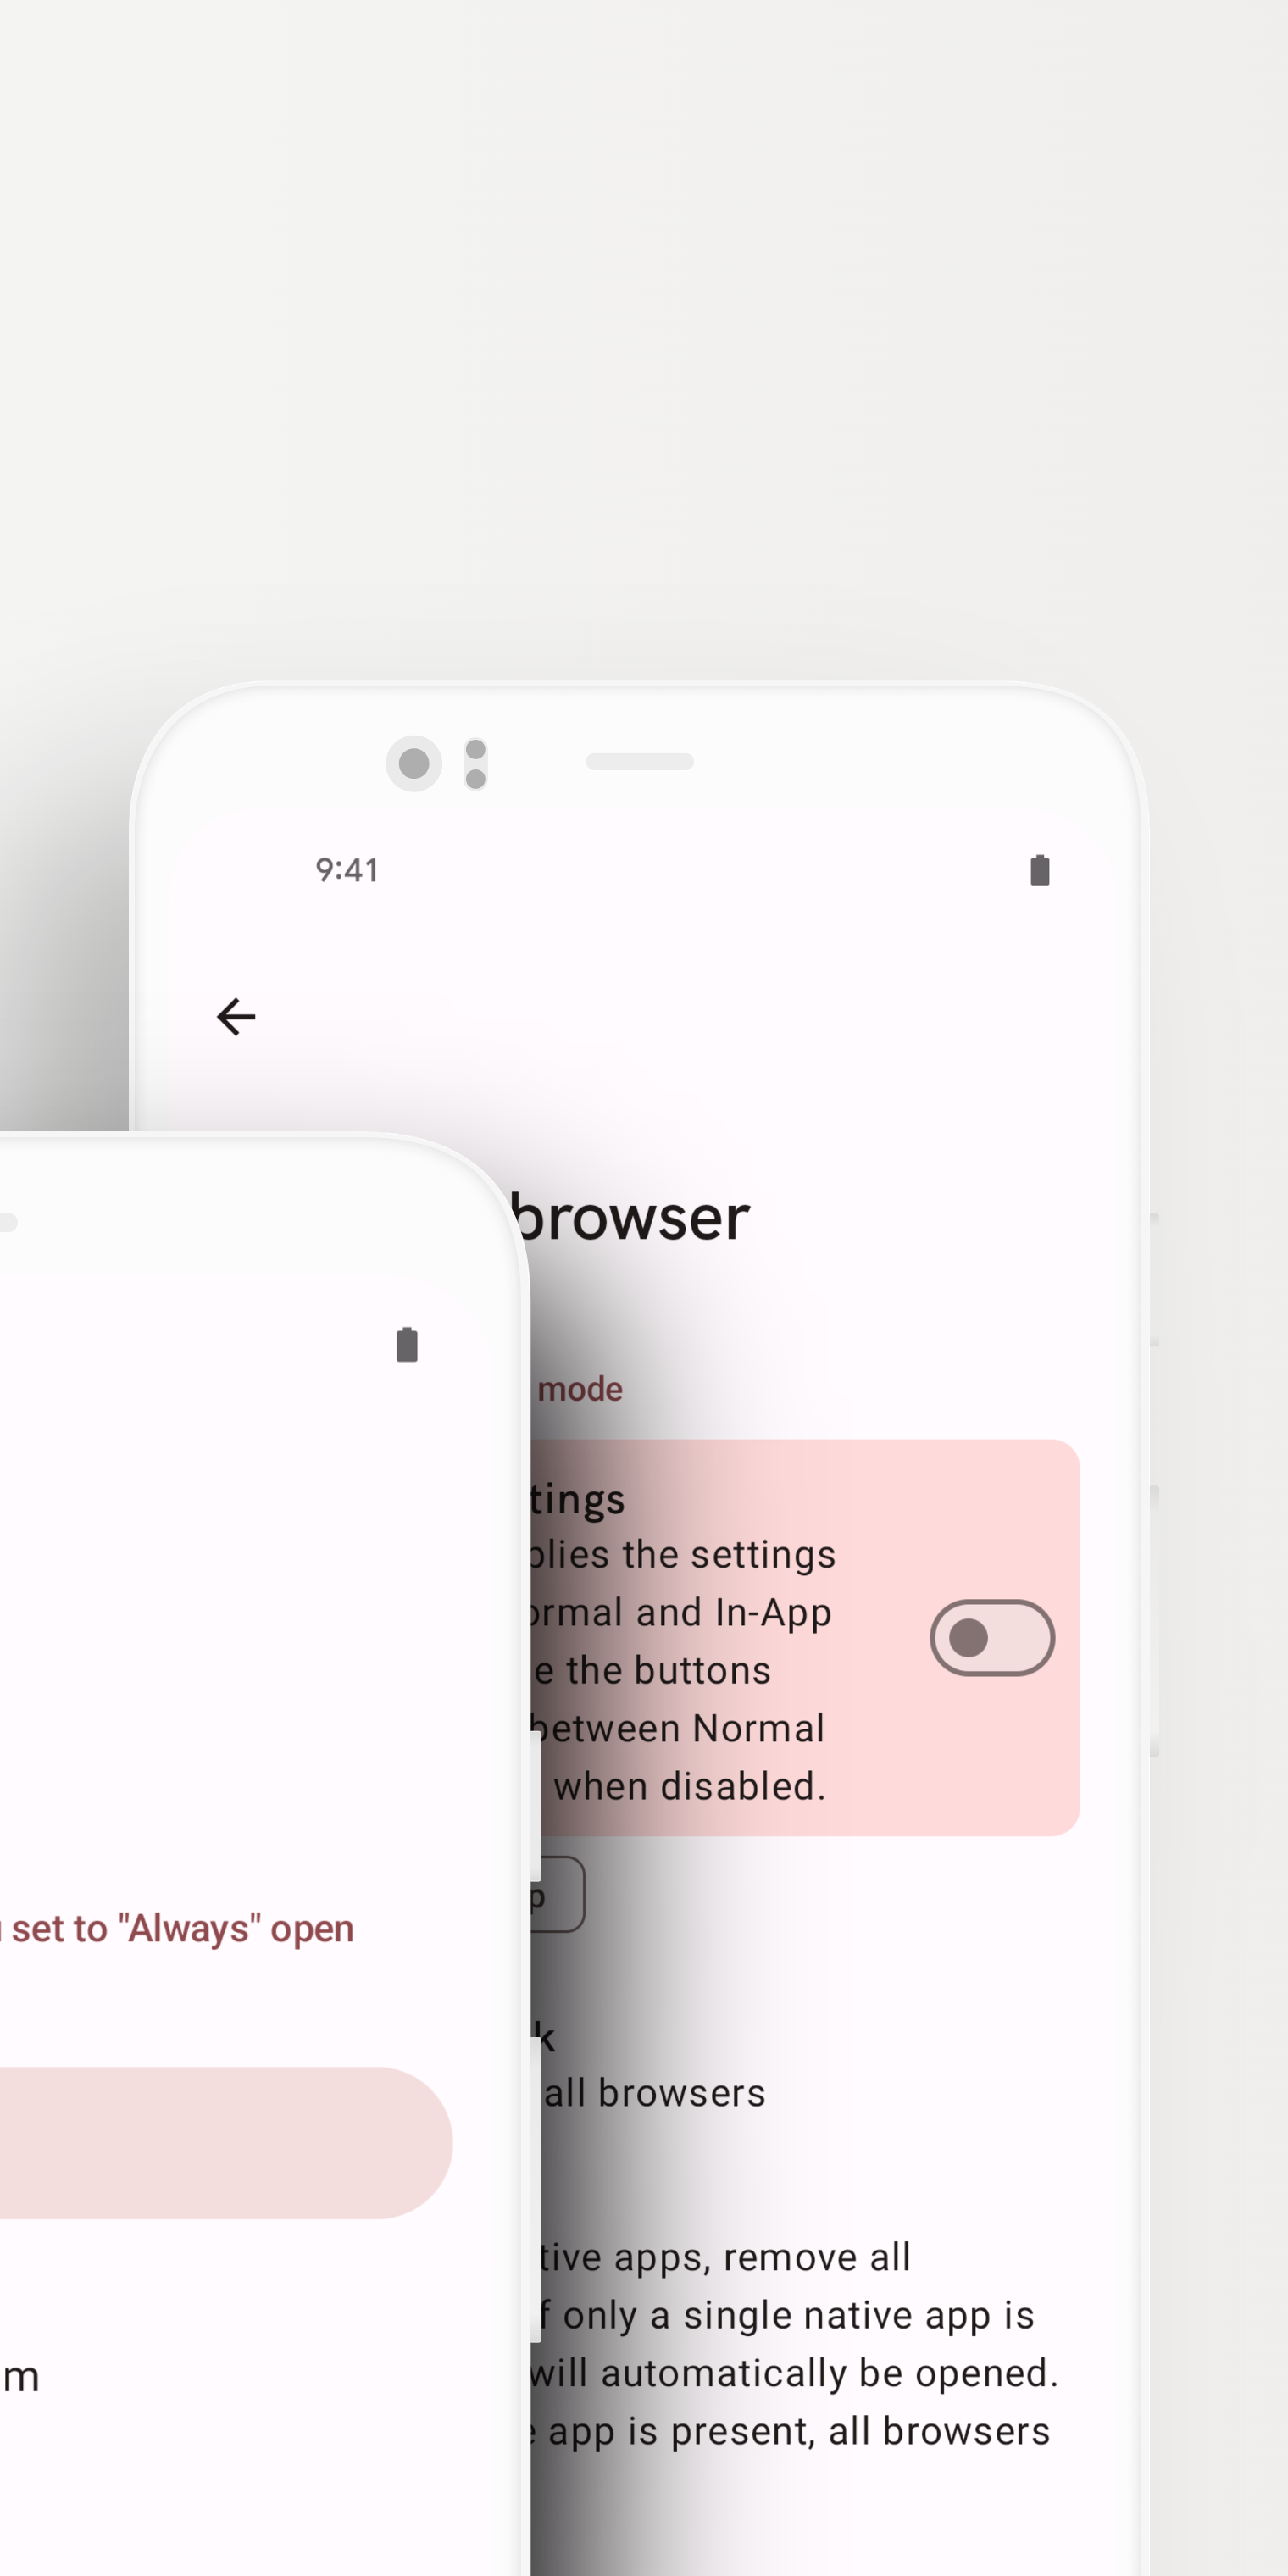 9:41
browser
mode
tings
plies the settings
ormal and In-App
e the buttons
between Normal
when disabled.
p
set to "Always" open
k
all browsers
tive apps, remove all
f only a single native app is
m
will automatically be opened.
e app is present, all browsers